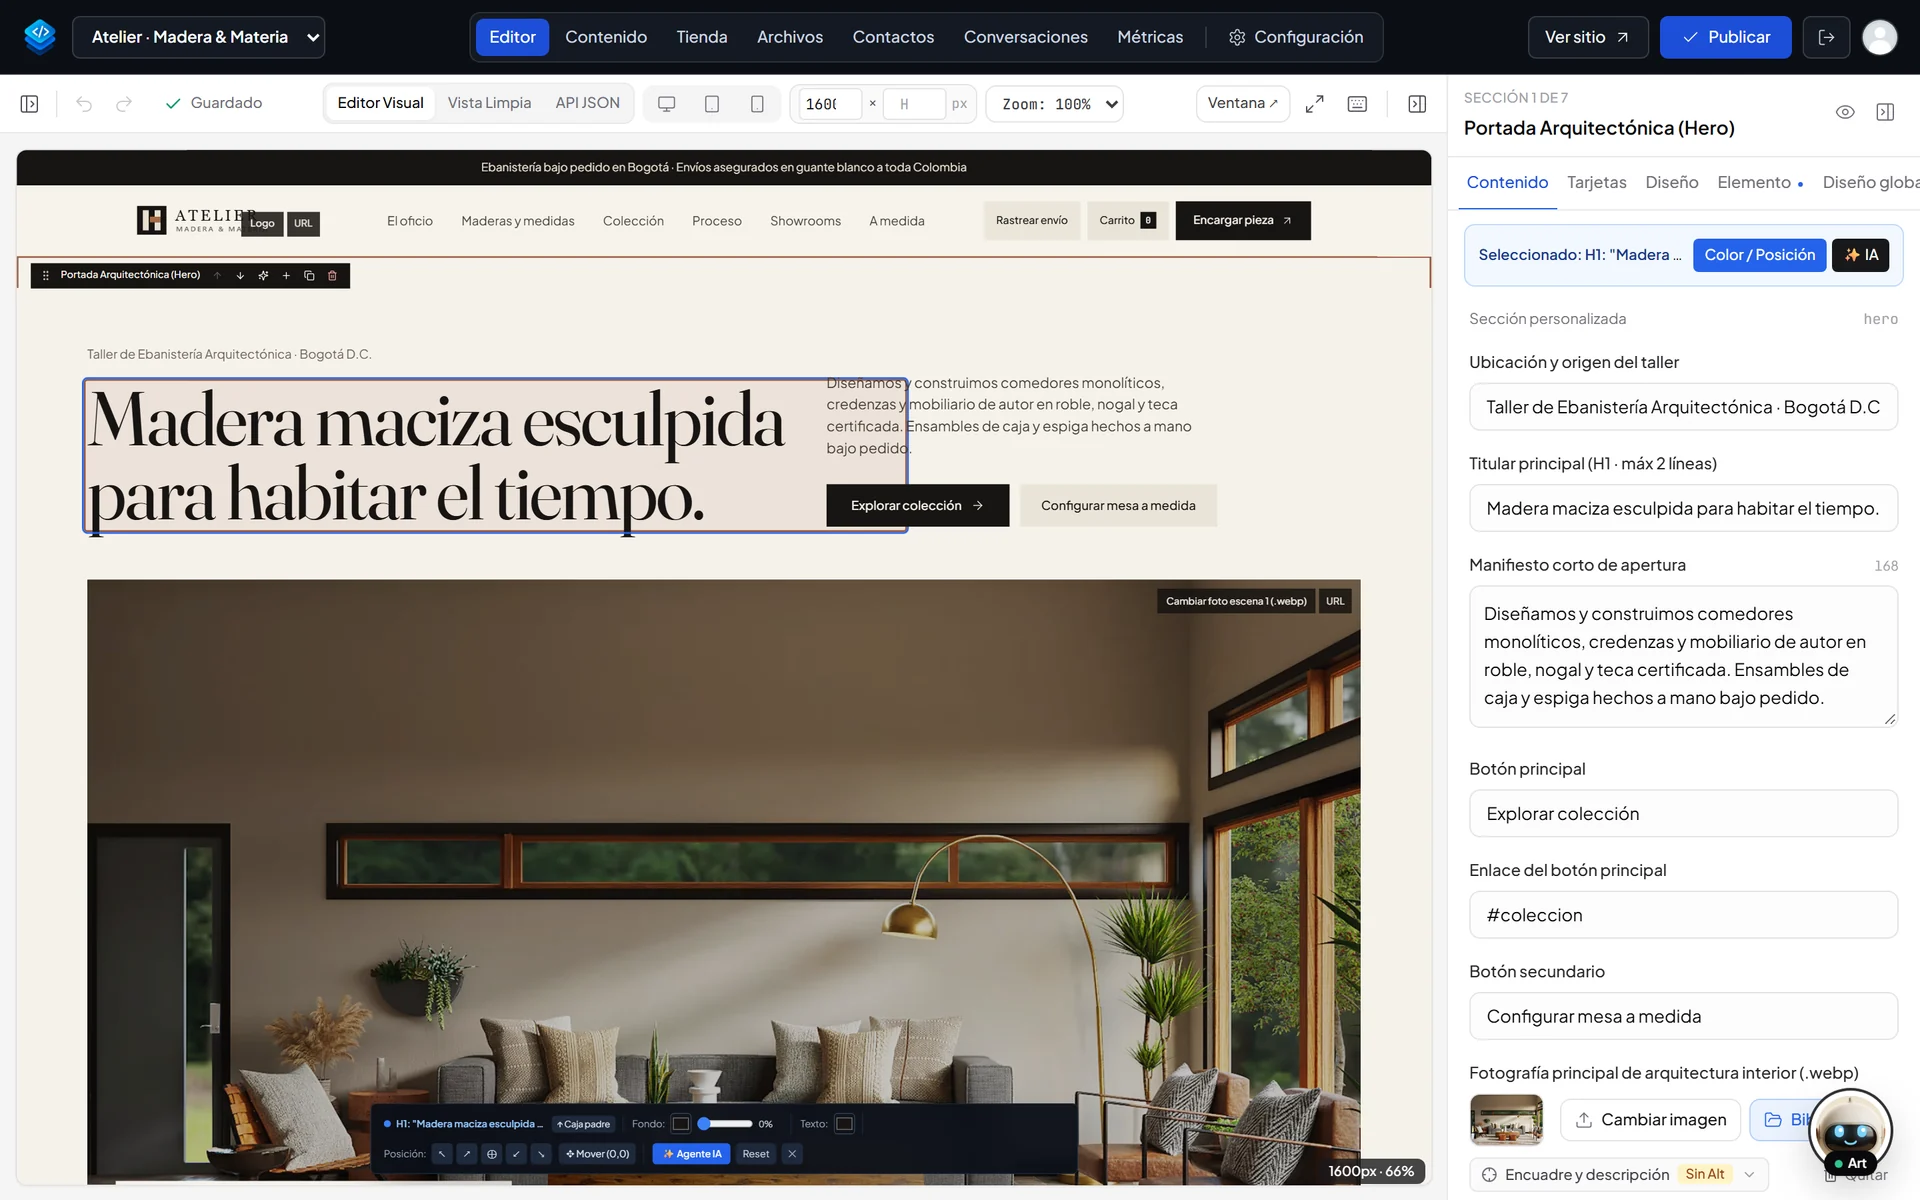 Atelier · Madera & Materia
Editor
Contenido
Tienda
Archivos
Contactos
Conversaciones
Métricas
Configuración
Ver sitio
Publicar
Guardado
Editor Visual
Vista Limpia
API JSON
×
H
px
Zoom: 100%
Ventana
SECCIÓN 1 DE 7
Portada Arquitectónica (Hero)
Contenido
Tarjetas
Diseño
Elemento
Diseño globa
Ebanistería bajo pedido en Bogotá · Envíos asegurados en guante blanco a toda Colombia
ATELIER
MADERA & MA
Logo
URL
El oficio
Maderas y medidas
Colección
Proceso
Showrooms
A medida
Rastrear envío
Carrito 0
Encargar pieza
Portada Arquitectónica (Hero)
Taller de Ebanistería Arquitectónica · Bogotá D.C.
Madera maciza esculpida
para habitar el tiempo.
Diseñamos y construimos comedores monolíticos,
credenzas y mobiliario de autor en roble, nogal y teca
certificada. Ensambles de caja y espiga hechos a mano
bajo pedido.
Explorar colección
Configurar mesa a medida
Cambiar foto escena 1 (.webp)
URL
H1: "Madera maciza esculpida ...
Caja padre
Fondo:
0%
Texto:
Posición:
Mover (0,0)
Agente IA
Reset
1600px · 66%
Seleccionado: H1: "Madera ...
Color / Posición
IA
Sección personalizada
hero
Ubicación y origen del taller
Taller de Ebanistería Arquitectónica · Bogotá D.C
Titular principal (H1 · máx 2 líneas)
Madera maciza esculpida para habitar el tiempo.
Manifiesto corto de apertura
168
Diseñamos y construimos comedores
monolíticos, credenzas y mobiliario de autor en
roble, nogal y teca certificada. Ensambles de
caja y espiga hechos a mano bajo pedido.
Botón principal
Explorar colección
Enlace del botón principal
#coleccion
Botón secundario
Configurar mesa a medida
Fotografía principal de arquitectura interior (.webp)
Cambiar imagen
Encuadre y descripción
Sin Alt
Art